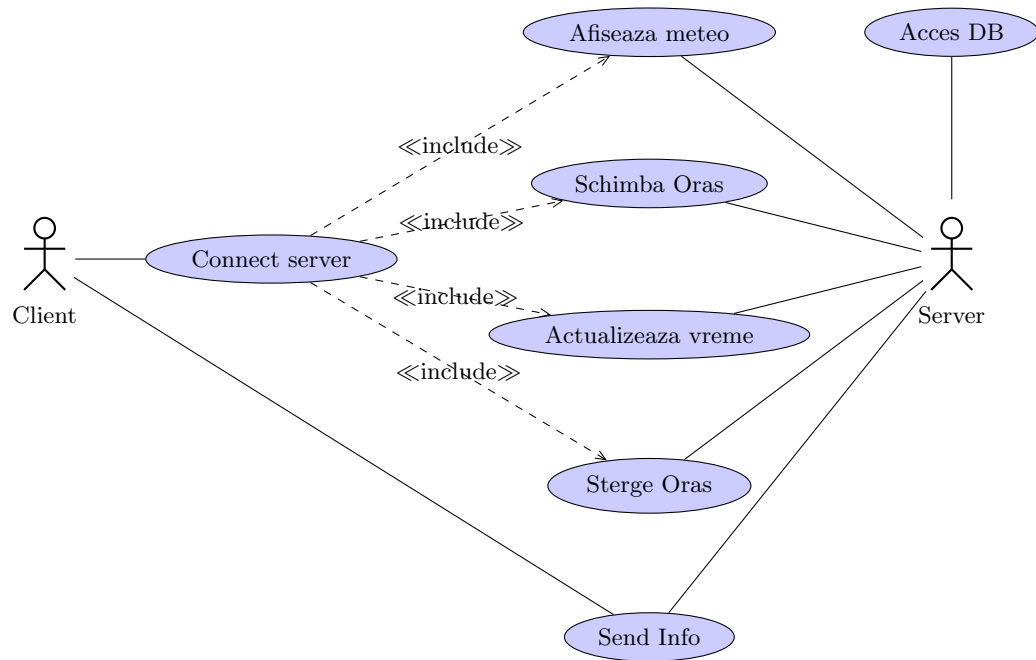 Afiseaza meteo
Acces DB
≪include≫
Schimba Oras
≪include≫
Connect server
≪include≫
Client
Server
Actualizeaza vreme
≪include≫
Sterge Oras
Send Info